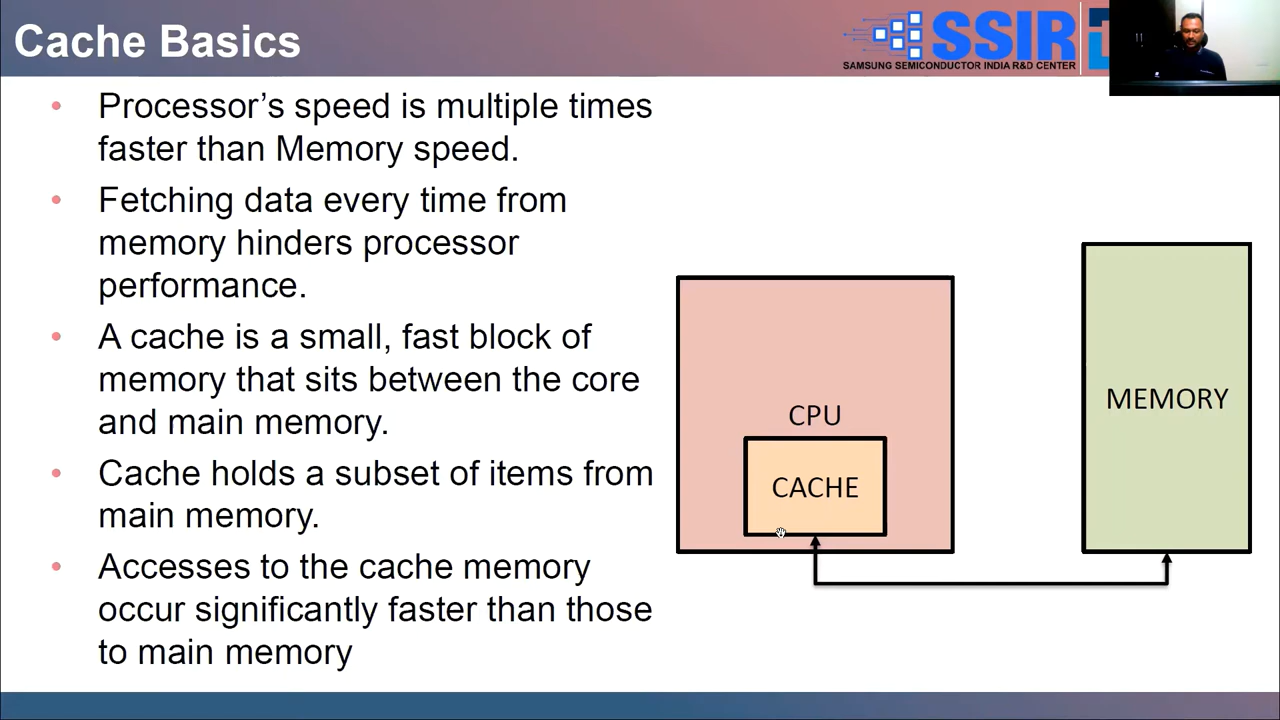 Cache Basics
SSIR
SAMSUNG SEMICONDUCTOR INDIA R&D CENTER
• Processor’s speed is multiple times
faster than Memory speed.
• Fetching data every time from
memory hinders processor
performance.
• A cache is a small, fast block of
memory that sits between the core
and main memory.
• Cache holds a subset of items from
main memory.
• Accesses to the cache memory
occur significantly faster than those
to main memory
CPU
CACHE
MEMORY